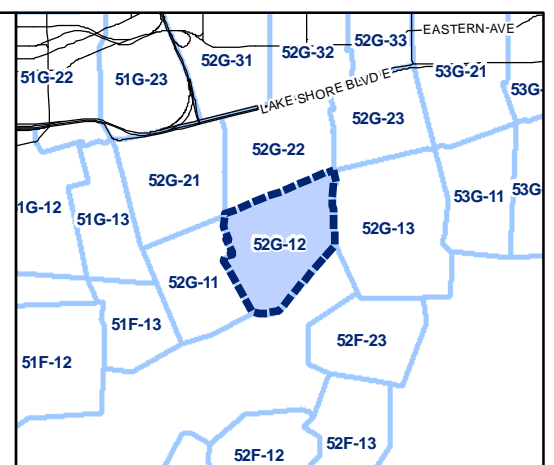 EASTERN-AVE
52G-33
52G-32
52G-31
53G-21
51G-22
51G-23
53G-
LAKE SHORE BLVD E
52G-23
52G-22
52G-21
53G-11
53G
1G-12
51G-13
52G-13
52G-12
52G-11
51F-13
52F-23
51F-12
52F-13
52F-12